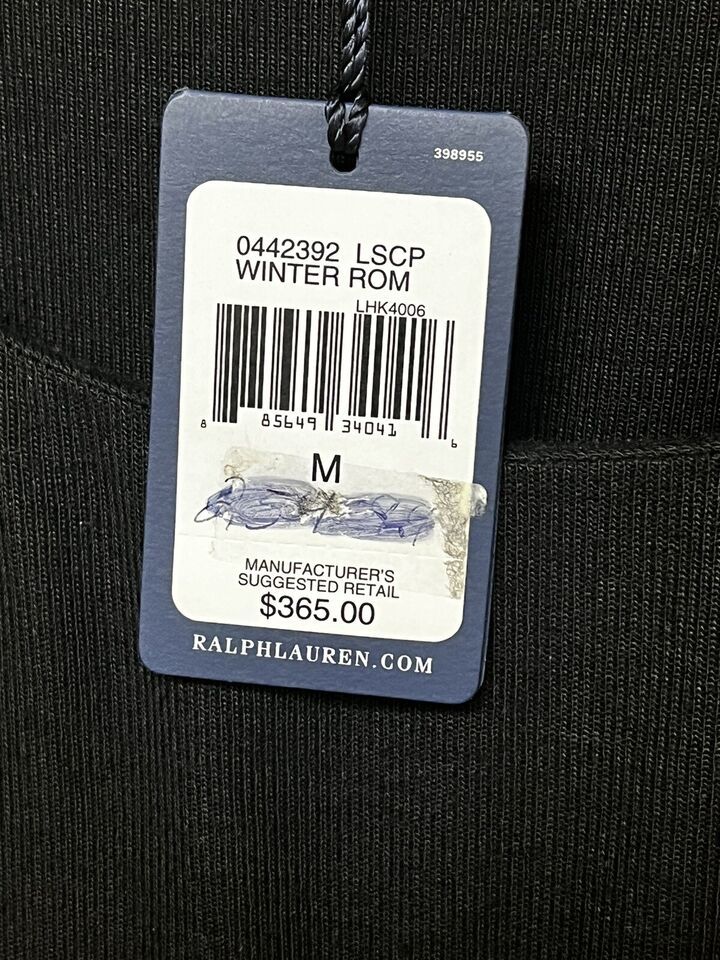 398955
0442392 LSCP
WINTER ROM
LHK4006
8 85649 34041 6
M
MANUFACTURER'S
SUGGESTED RETAIL
$365.00
RALPHLAUREN.COM